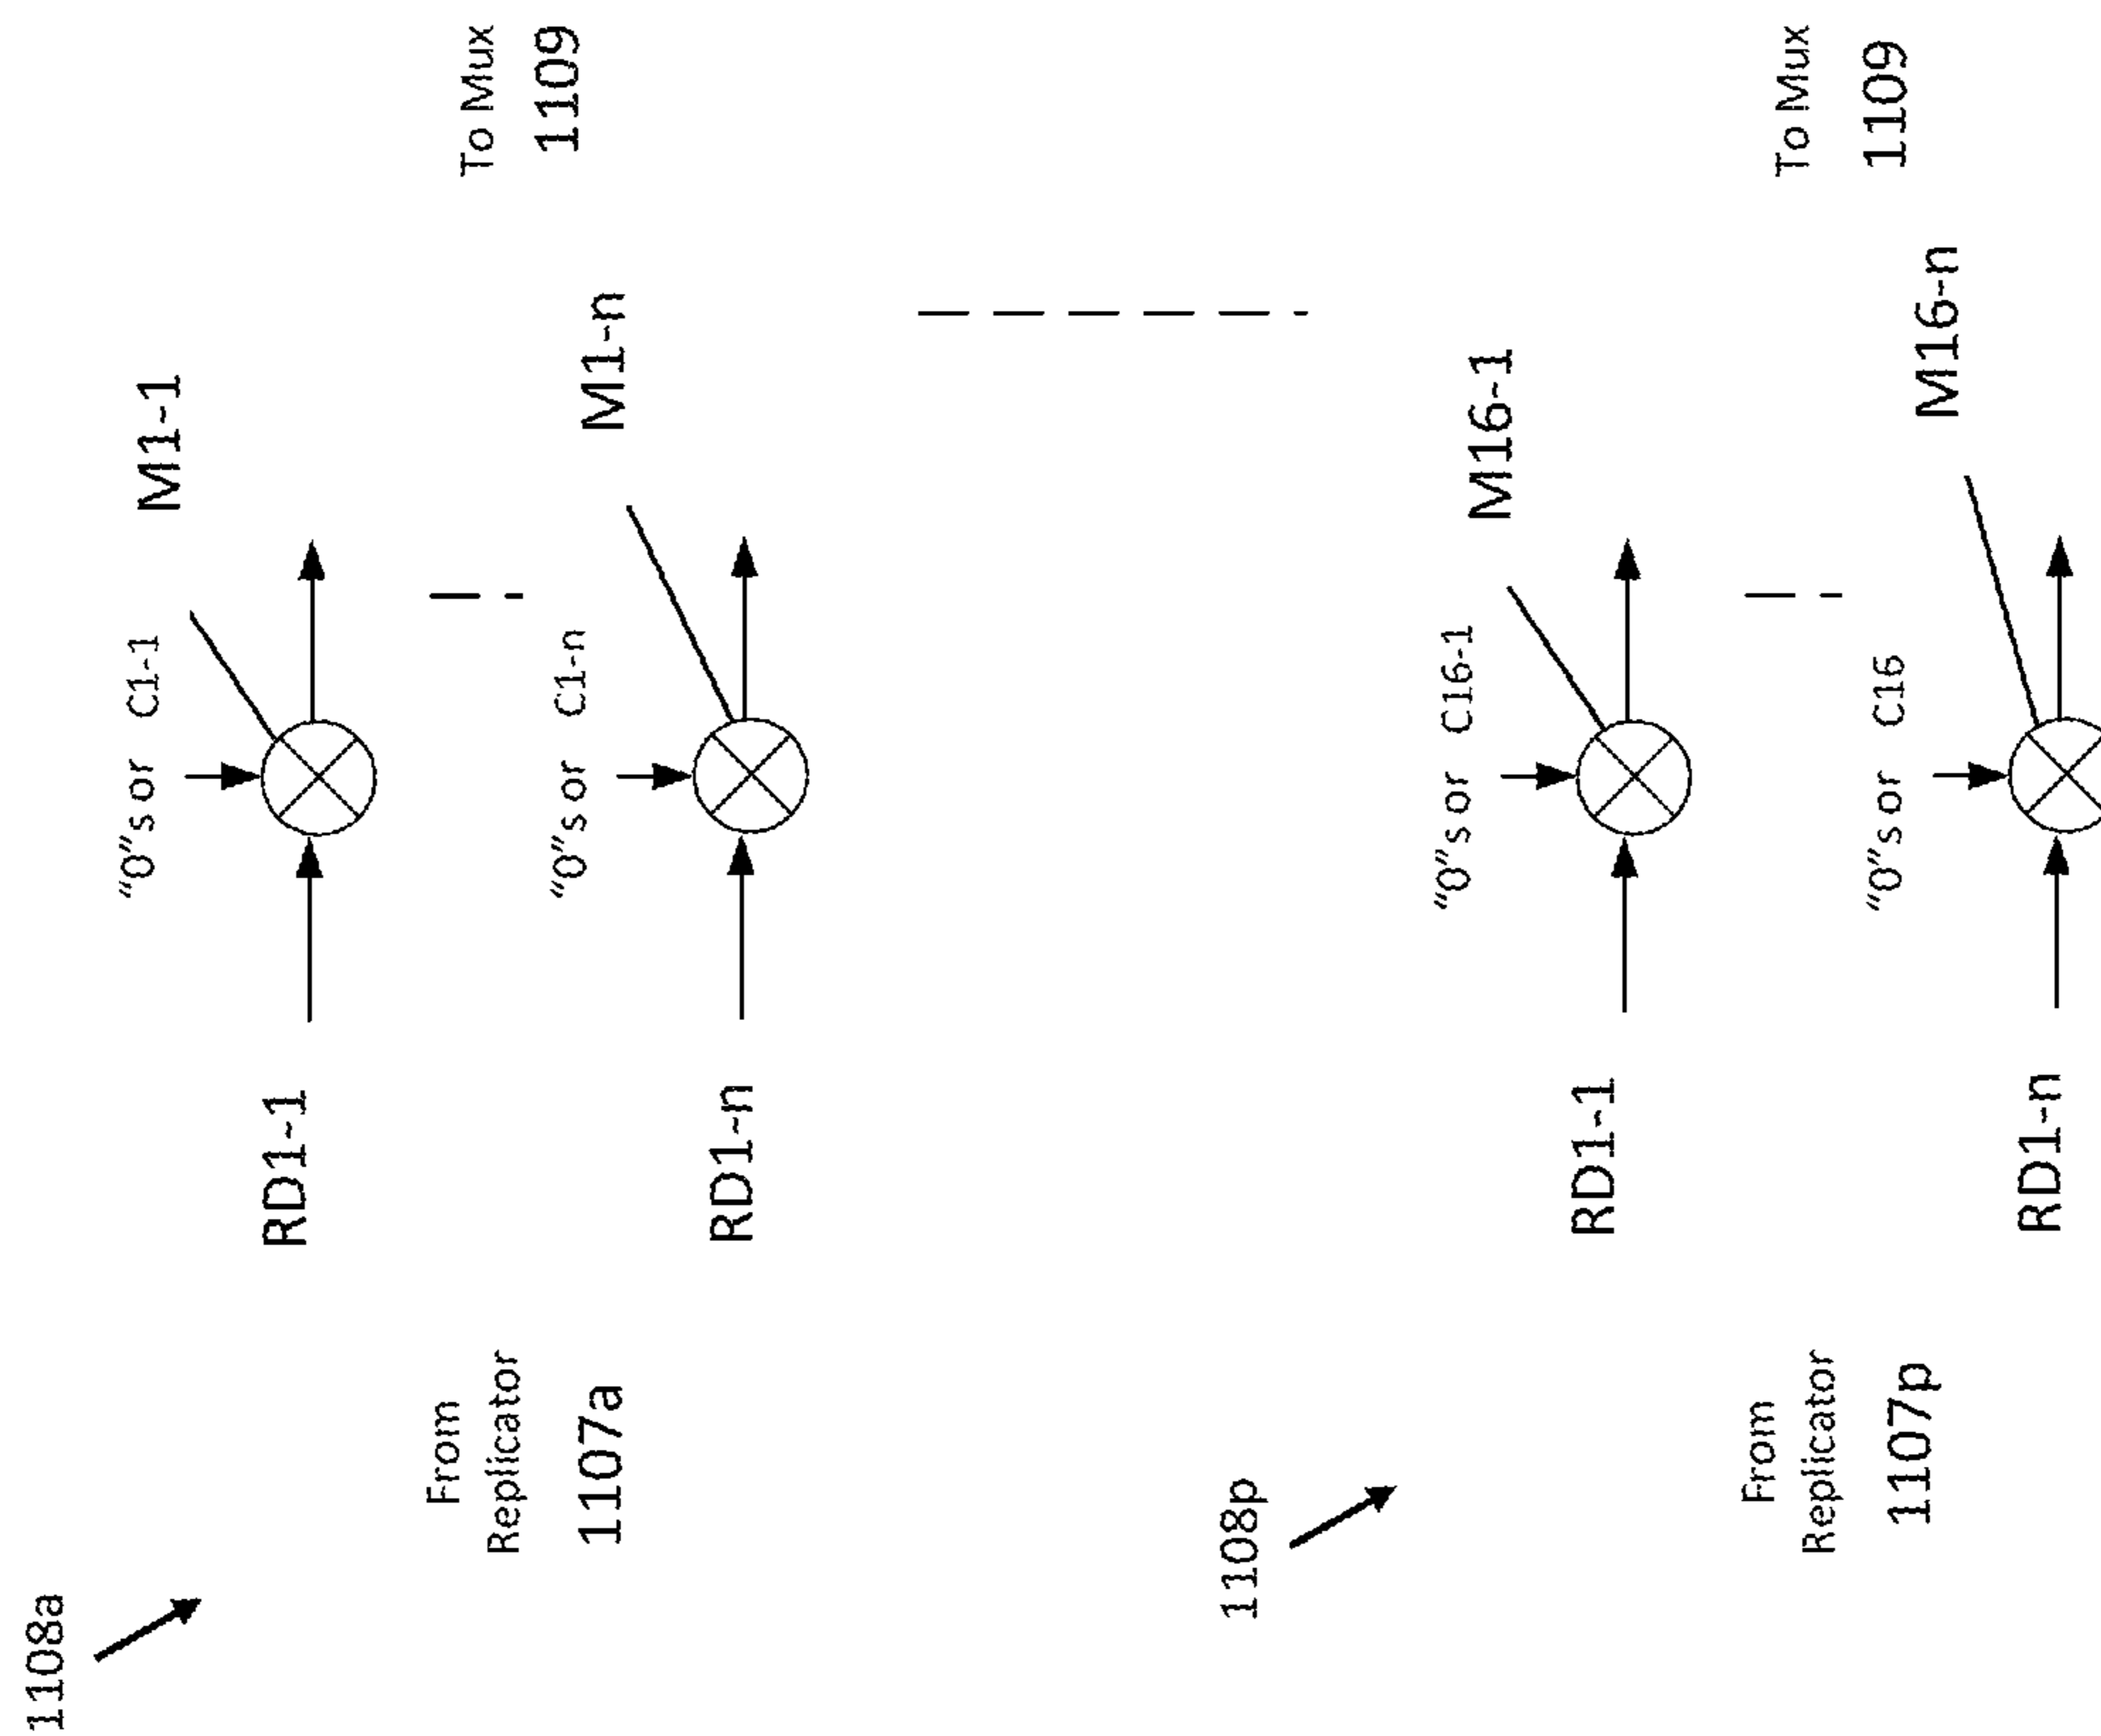 1108a
From
Replicator
1107a
RD1-1
"0"s or C1-1
M1-1
RD1-n
"0"s or C1-n
M1-n
To Mux
1109
1108p
From
Replicator
1107p
RD1-1
"0"s or C16-1
M16-1
RD1-n
"0"s or C16
M16-n
To Mux
1109